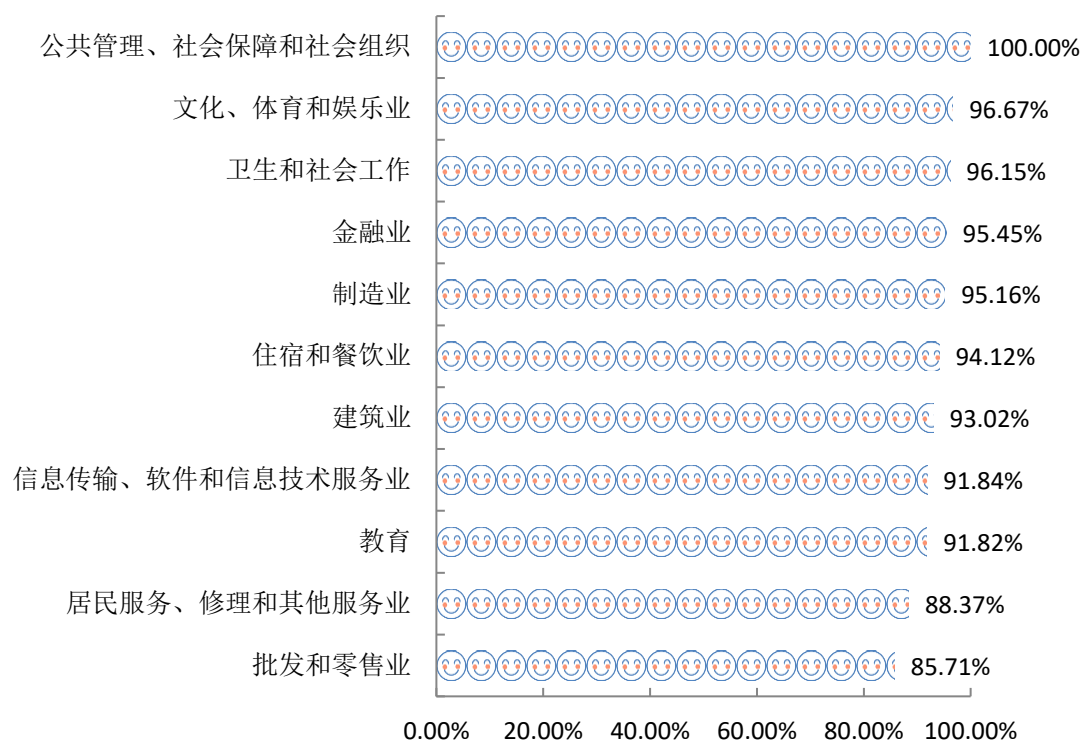 公共管理、社会保障和社会组织 100.00%
文化、体育和娱乐业 96.67%
卫生和社会工作 96.15%
金融业 95.45%
制造业 95.16%
住宿和餐饮业 94.12%
建筑业 93.02%
信息传输、软件和信息技术服务业 91.84%
教育 91.82%
居民服务、修理和其他服务业 88.37%
批发和零售业 85.71%
0.00% 20.00% 40.00% 60.00% 80.00% 100.00%